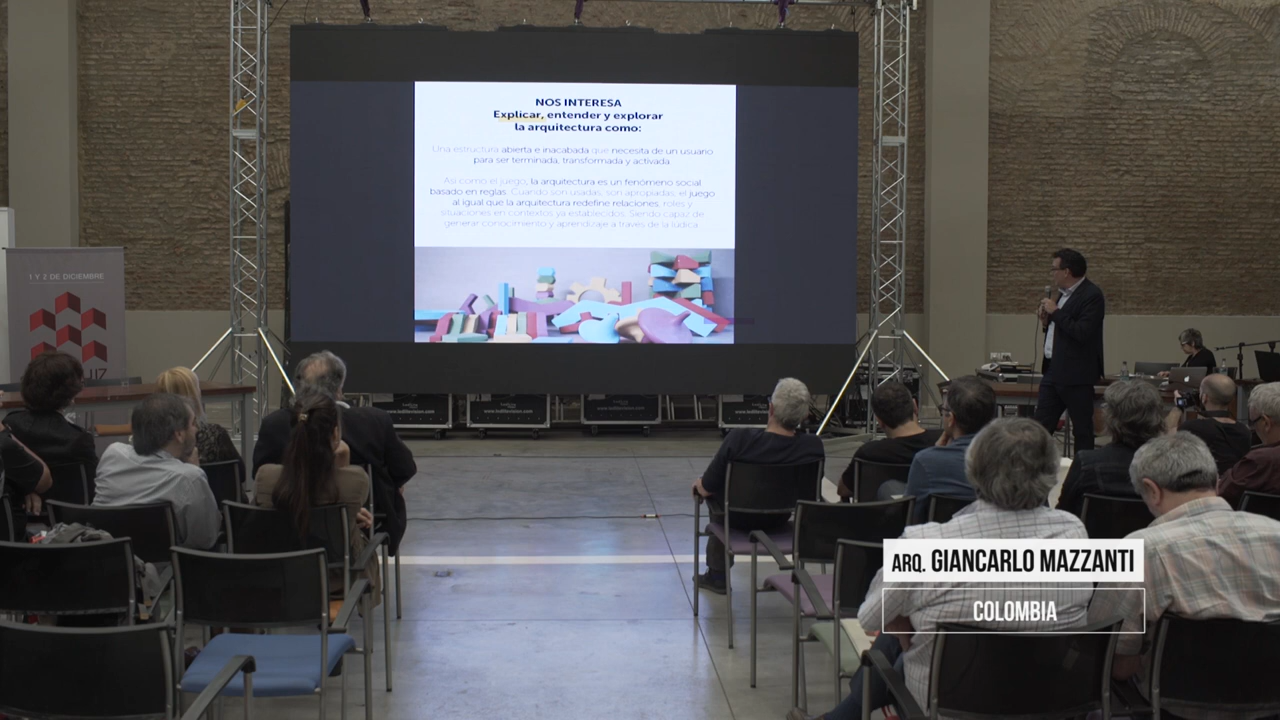 NOS INTERESA
Explicar, entender y explorar
la arquitectura como:
Una estructura abierta e inacabada que necesita de un usuario
para ser terminada, transformada y activada
Así como el juego, la arquitectura es un fenómeno social
basado en reglas. Cuando son usadas, son apropiadas; el juego
al igual que la arquitectura redefine relaciones, roles y
situaciones en contextos ya establecidos. Siendo capaz de
generar conocimiento y aprendizaje a través de la lúdica
1 Y 2 DE DICIEMBRE
ARQ. GIANCARLO MAZZANTI
COLOMBIA